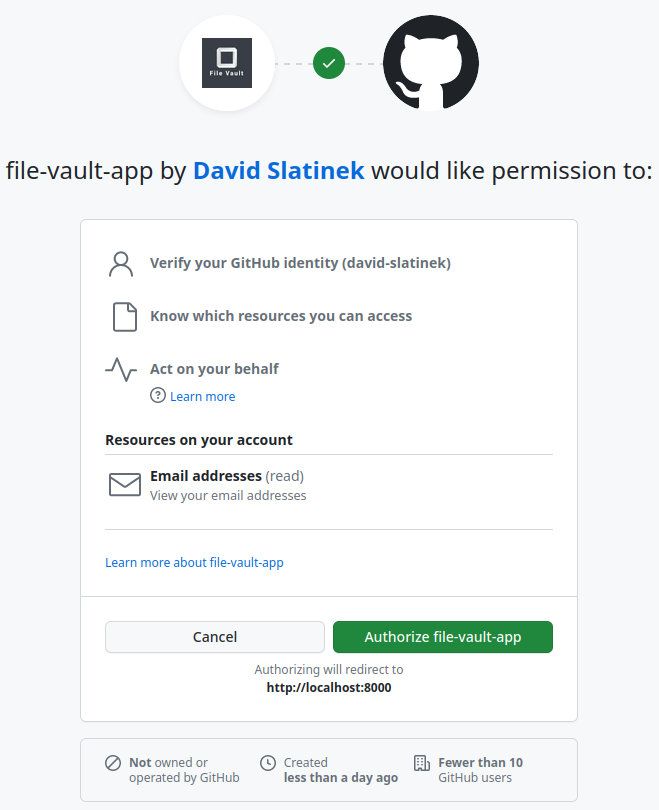 File Vault
file-vault-app by David Slatinek would like permission to:
Verify your GitHub identity (david-slatinek)
Know which resources you can access
Act on your behalf
Learn more
Resources on your account
Email addresses (read)
View your email addresses
Learn more about file-vault-app
Cancel
Authorize file-vault-app
Authorizing will redirect to
http://localhost:8000
Not owned or
operated by GitHub
Created
less than a day ago
Fewer than 10
GitHub users